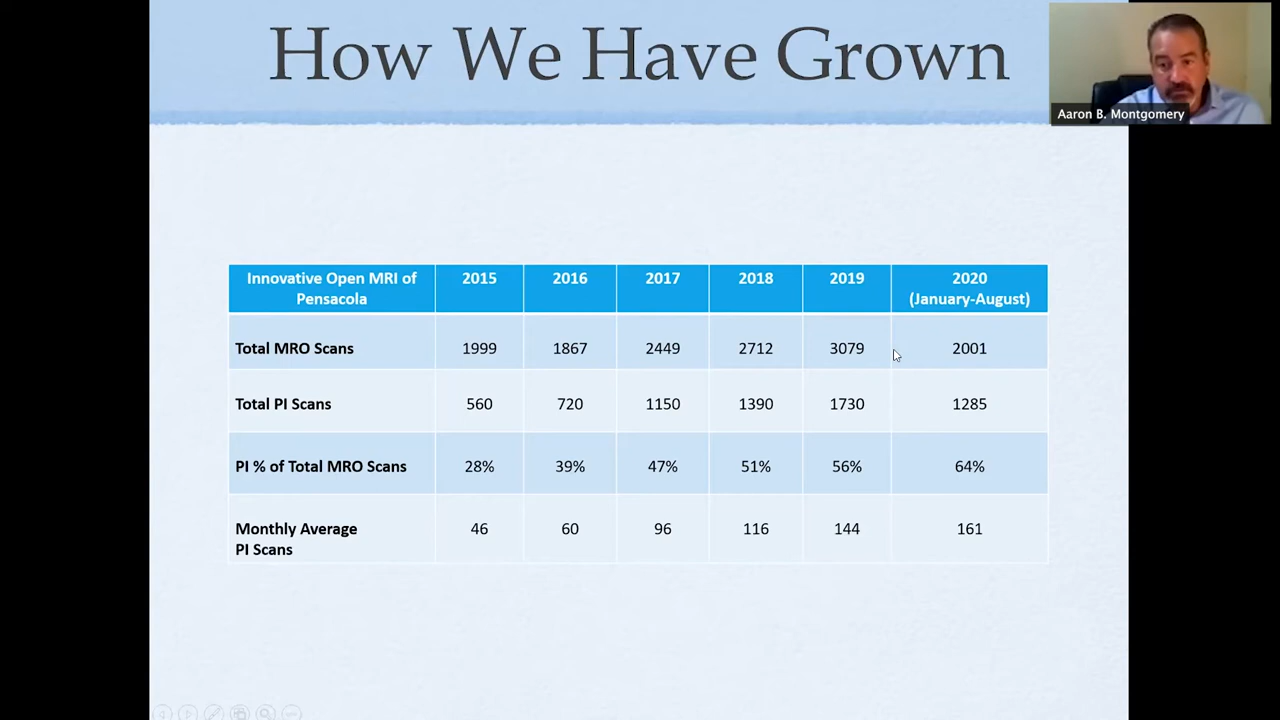 How We Have Grown
Aaron B. Montgomery
Innovative Open MRI of Pensacola 2015 2016 2017 2018 2019 2020 (January-August)
Total MRO Scans 1999 1867 2449 2712 3079 2001
Total PI Scans 560 720 1150 1390 1730 1285
PI % of Total MRO Scans 28% 39% 47% 51% 56% 64%
Monthly Average PI Scans 46 60 96 116 144 161